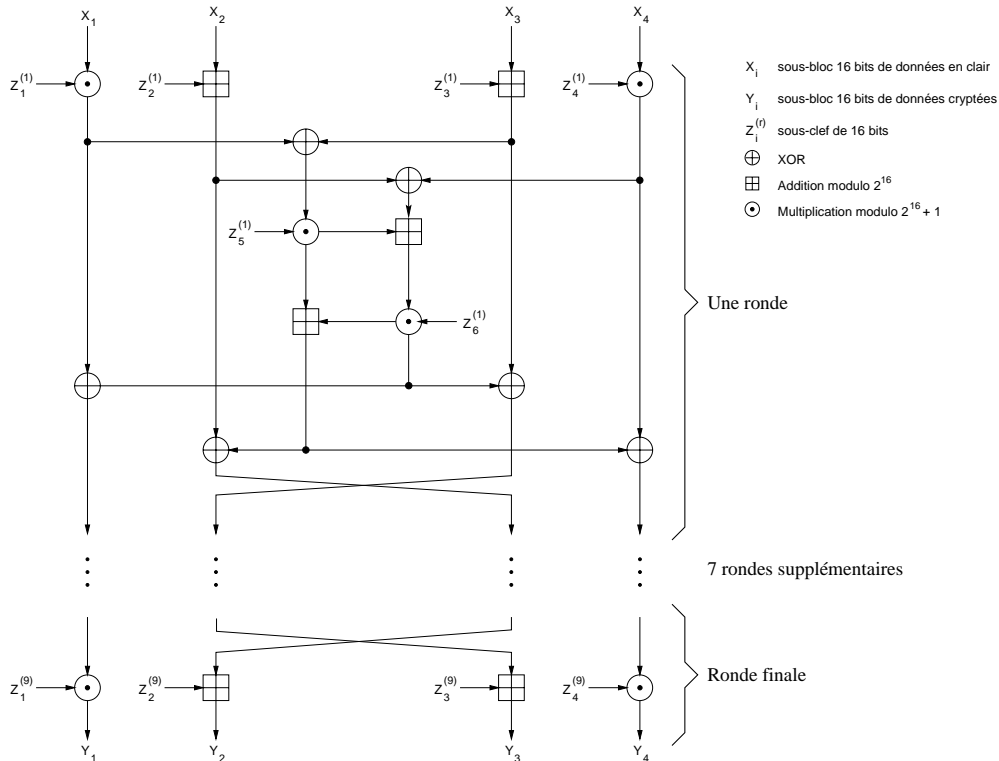 X1 X2 X3 X4
Z1(1) Z2(1) Z3(1) Z4(1)
Xi sous-bloc 16 bits de données en clair
Yi sous-bloc 16 bits de données cryptées
Zi(r) sous-clef de 16 bits
XOR
Addition modulo 2^16
Multiplication modulo 2^16 + 1
Z5(1)
Z6(1)
Une ronde
7 rondes supplémentaires
Ronde finale
Z1(9) Z2(9) Z3(9) Z4(9)
Y1 Y2 Y3 Y4